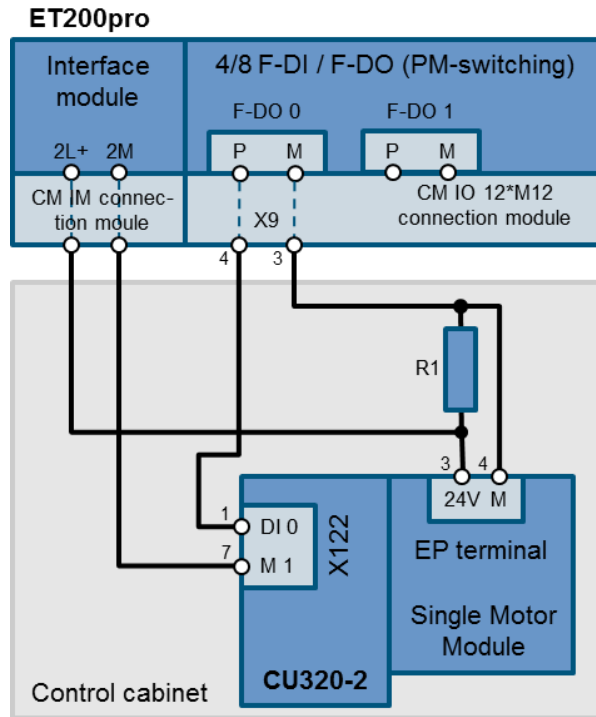 ET200pro
Interface
module
4/8 F-DI / F-DO (PM-switching)
F-DO 0
F-DO 1
2L+ 2M
P M
P M
CM IM connec-
tion moule
X9
CM IO 12*M12
connection module
4
3
R1
3 4
24V M
1
DI 0
7
M 1
X122
EP terminal
Single Motor
Module
CU320-2
Control cabinet